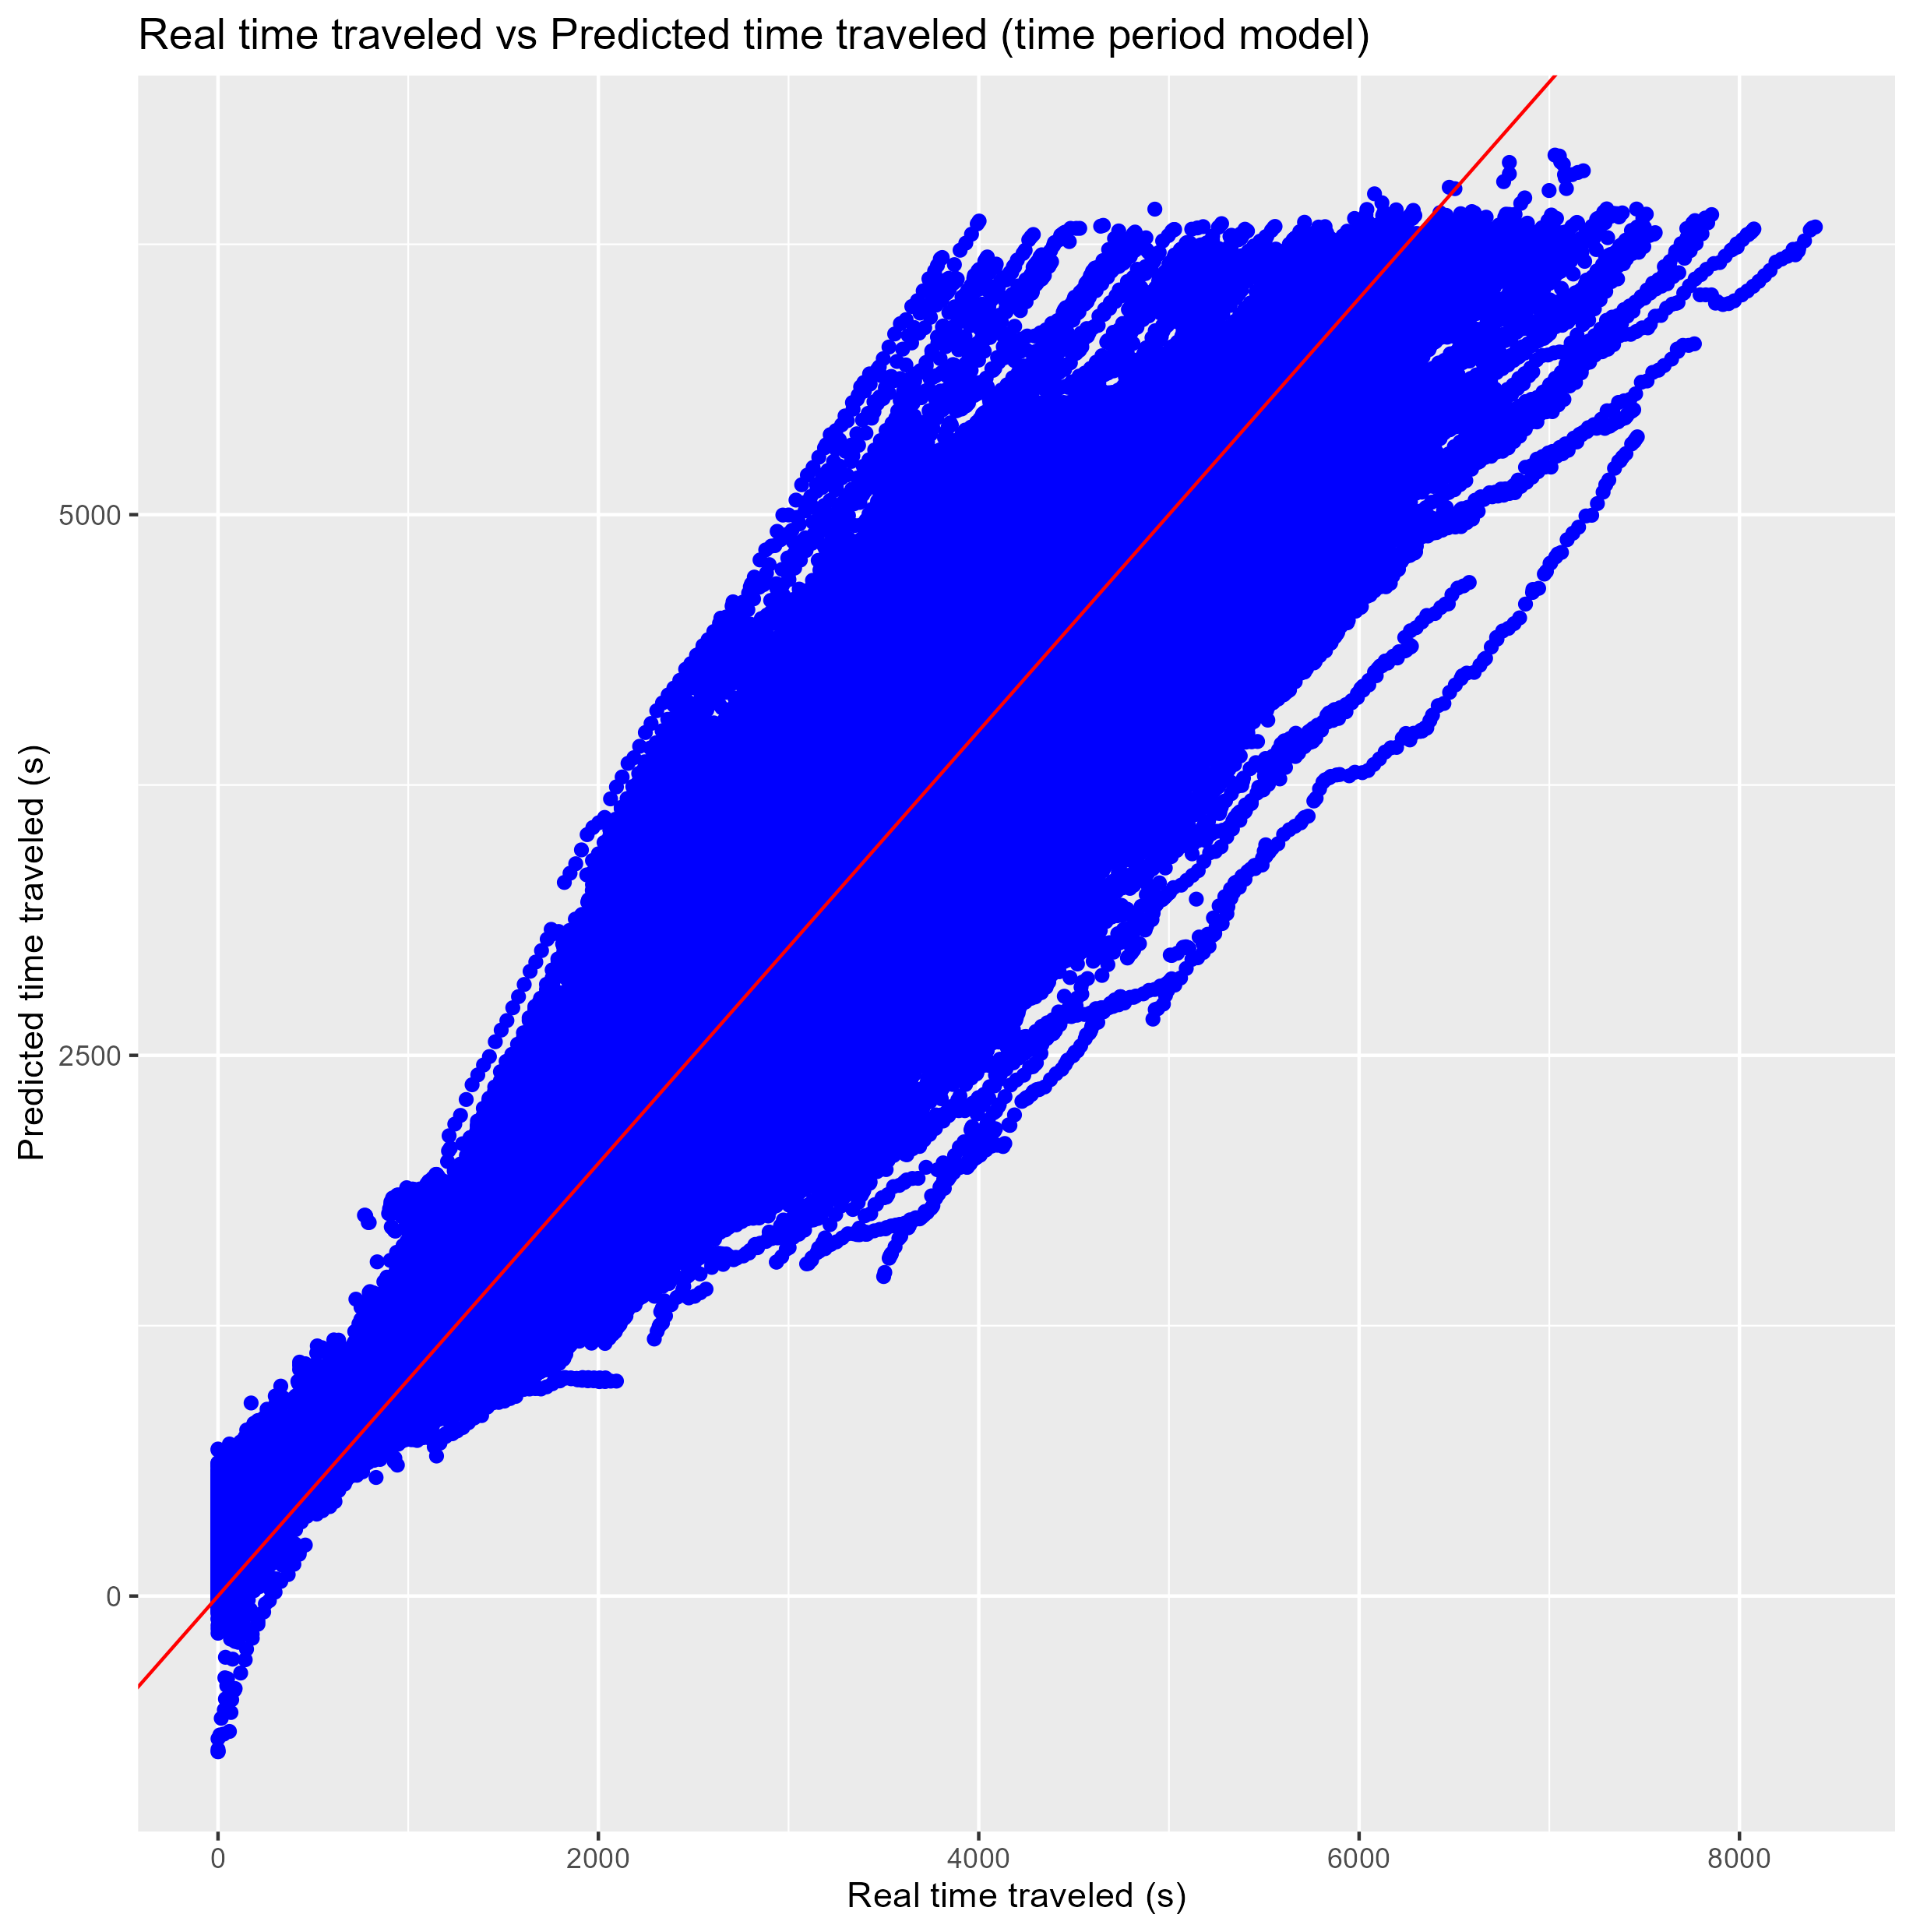 Real time traveled vs Predicted time traveled (time period model)
Predicted time traveled (s)
5000
2500
0
0
2000
4000
6000
8000
Real time traveled (s)